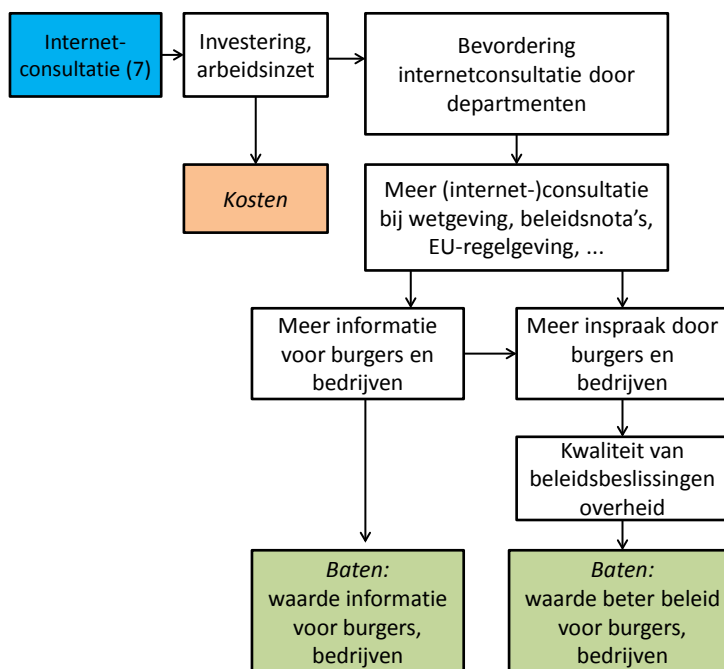 Internet-
consultatie (7)
Investering,
arbeidsinzet
Bevordering
internetconsultatie door
departmenten
Kosten
Meer (internet-)consultatie
bij wetgeving, beleidsnota's,
EU-regelgeving, ...
Meer informatie
voor burgers en
bedrijven
Meer inspraak door
burgers en
bedrijven
Kwaliteit van
beleidsbeslissingen
overheid
Baten:
waarde informatie
voor burgers,
bedrijven
Baten:
waarde beter beleid
voor burgers,
bedrijven